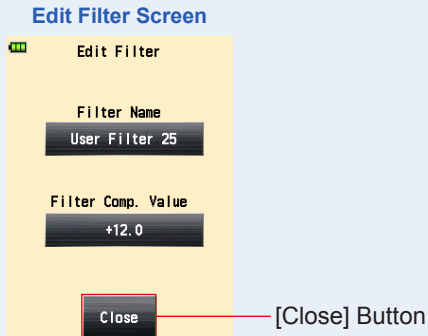 Edit Filter Screen
Edit Filter
Filter Name
User Filter 25
Filter Comp. Value
+12.0
Close
[Close] Button